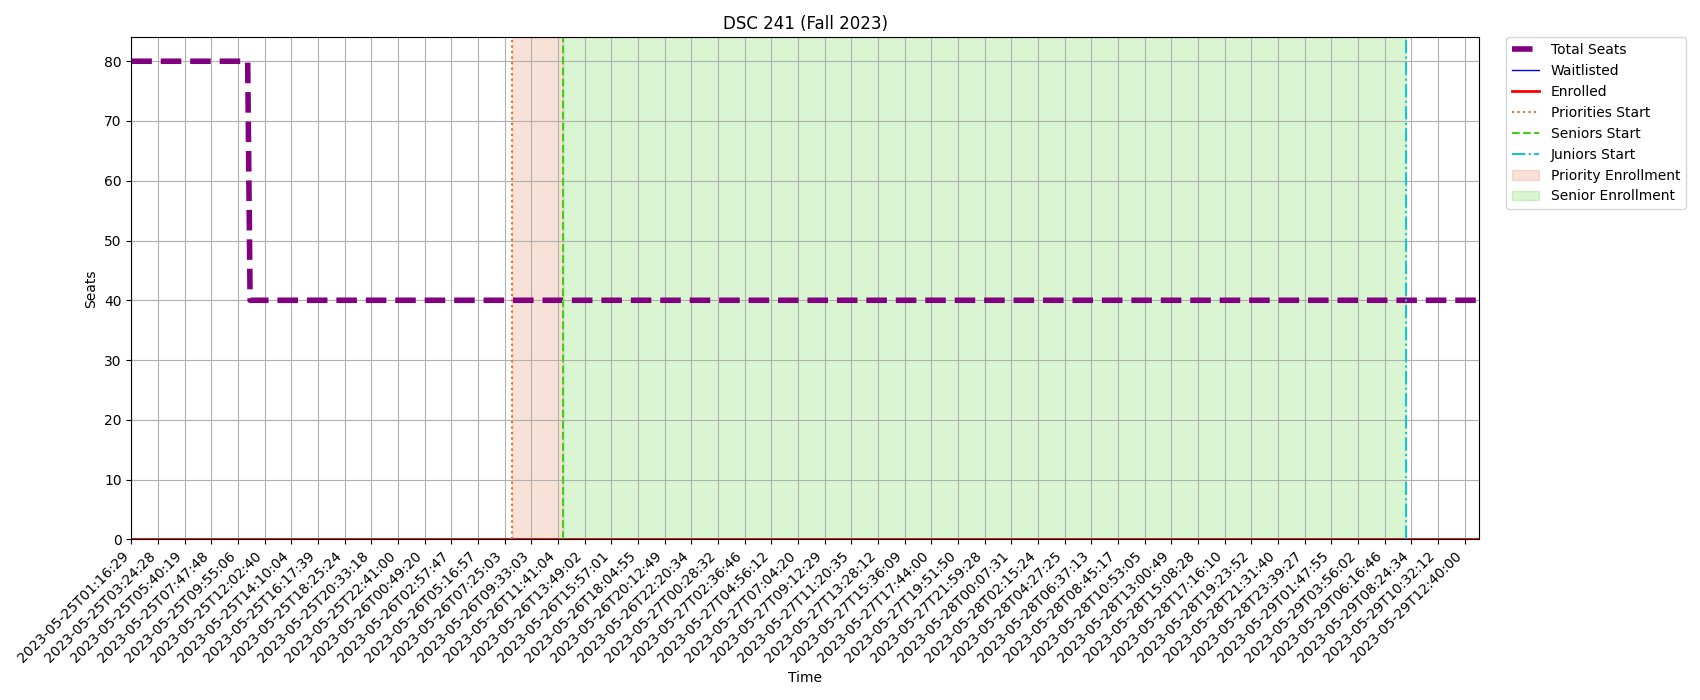 DSC 241 (Fall 2023)
Seats
80
70
60
50
40
30
20
10
0
2023-05-25T01:16:29
2023-05-25T03:24:28
2023-05-25T05:40:19
2023-05-25T07:47:48
2023-05-25T09:55:06
2023-05-25T12:02:40
2023-05-25T14:10:04
2023-05-25T16:17:39
2023-05-25T18:25:24
2023-05-25T20:33:18
2023-05-25T22:41:00
2023-05-26T00:49:20
2023-05-26T02:57:47
2023-05-26T05:16:57
2023-05-26T07:25:03
2023-05-26T09:33:03
2023-05-26T11:41:04
2023-05-26T13:49:02
2023-05-26T15:57:01
2023-05-26T18:04:55
2023-05-26T20:12:49
2023-05-26T22:20:34
2023-05-27T00:28:32
2023-05-27T02:36:46
2023-05-27T04:56:12
2023-05-27T07:04:20
2023-05-27T09:12:29
2023-05-27T11:20:35
2023-05-27T13:28:12
2023-05-27T15:36:09
2023-05-27T17:44:00
2023-05-27T19:51:50
2023-05-27T21:59:28
2023-05-28T00:07:31
2023-05-28T02:15:24
2023-05-28T04:27:25
2023-05-28T06:37:13
2023-05-28T08:45:17
2023-05-28T10:53:05
2023-05-28T13:00:49
2023-05-28T15:08:28
2023-05-28T17:16:10
2023-05-28T19:23:52
2023-05-28T21:31:40
2023-05-28T23:39:27
2023-05-29T01:47:55
2023-05-29T03:56:02
2023-05-29T06:16:46
2023-05-29T08:24:34
2023-05-29T10:32:12
2023-05-29T12:40:00
Time
Total Seats
Waitlisted
Enrolled
Priorities Start
Seniors Start
Juniors Start
Priority Enrollment
Senior Enrollment